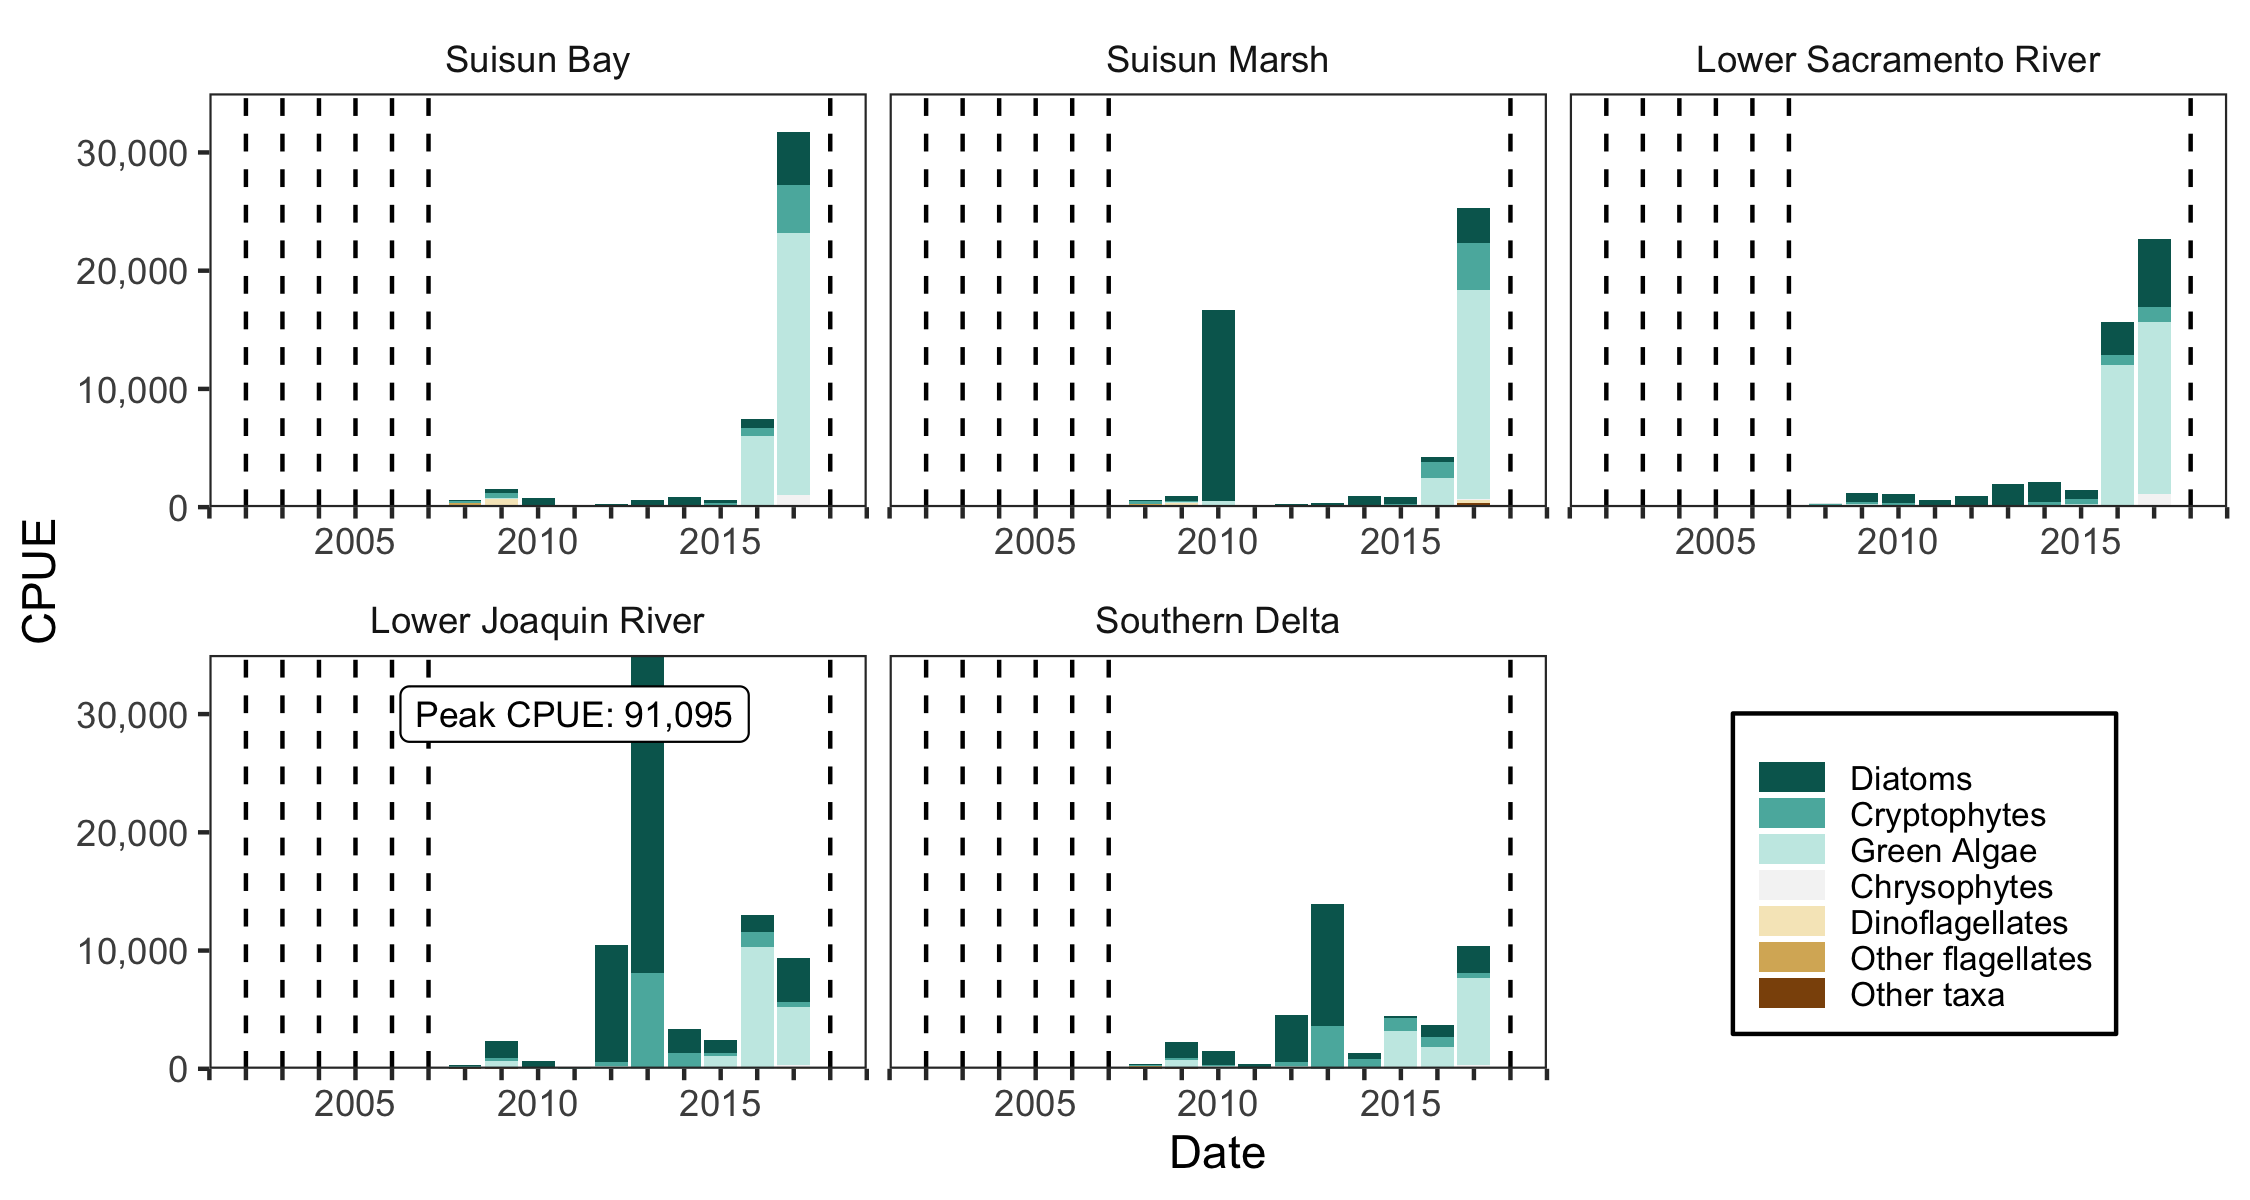 Suisun Bay
Suisun Marsh
Lower Sacramento River
30,000
20,000
10,000
0
2005 2010 2015
2005 2010 2015
2005 2010 2015
CPUE
Lower Joaquin River
Southern Delta
30,000
20,000
10,000
0
Peak CPUE: 91,095
2005 2010 2015
2005 2010 2015
Date
Diatoms
Cryptophytes
Green Algae
Chrysophytes
Dinoflagellates
Other flagellates
Other taxa